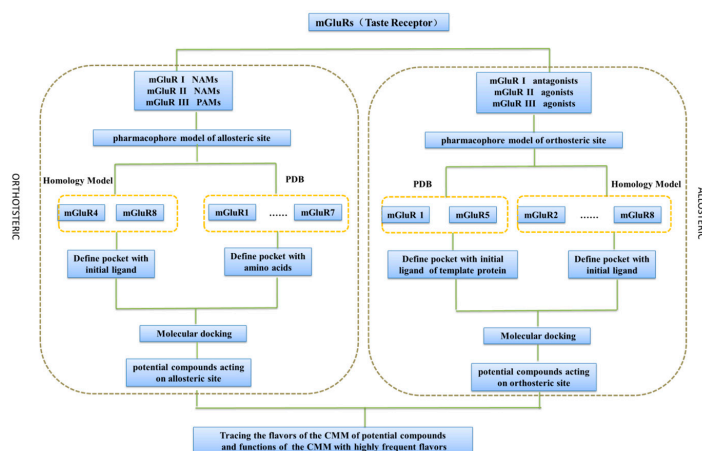 mGluRs（Taste Receptor）
mGluR I NAMs
mGluR II NAMs
mGluR III PAMs
pharmacophore model of allosteric site
ORTHOTSTERIC
Homology Model
PDB
mGluR4
mGluR8
mGluR1
......
mGluR7
Define pocket with
initial ligand
Define pocket with
amino acids
Molecular docking
potential compounds acting
on allosteric site
mGluR I antagonists
mGluR II agonists
mGluR III agonists
pharmacophore model of orthosteric site
ALLOSTERIC
PDB
Homology Model
mGluR 1
mGluR5
mGluR2
......
mGluR8
Define pocket with initial
ligand of template protein
Define pocket with
initial ligand
Molecular docking
potential compounds acting
on orthosteric site
Tracing the flavors of the CMM of potential compounds
and functions of the CMM with highly frequent flavors